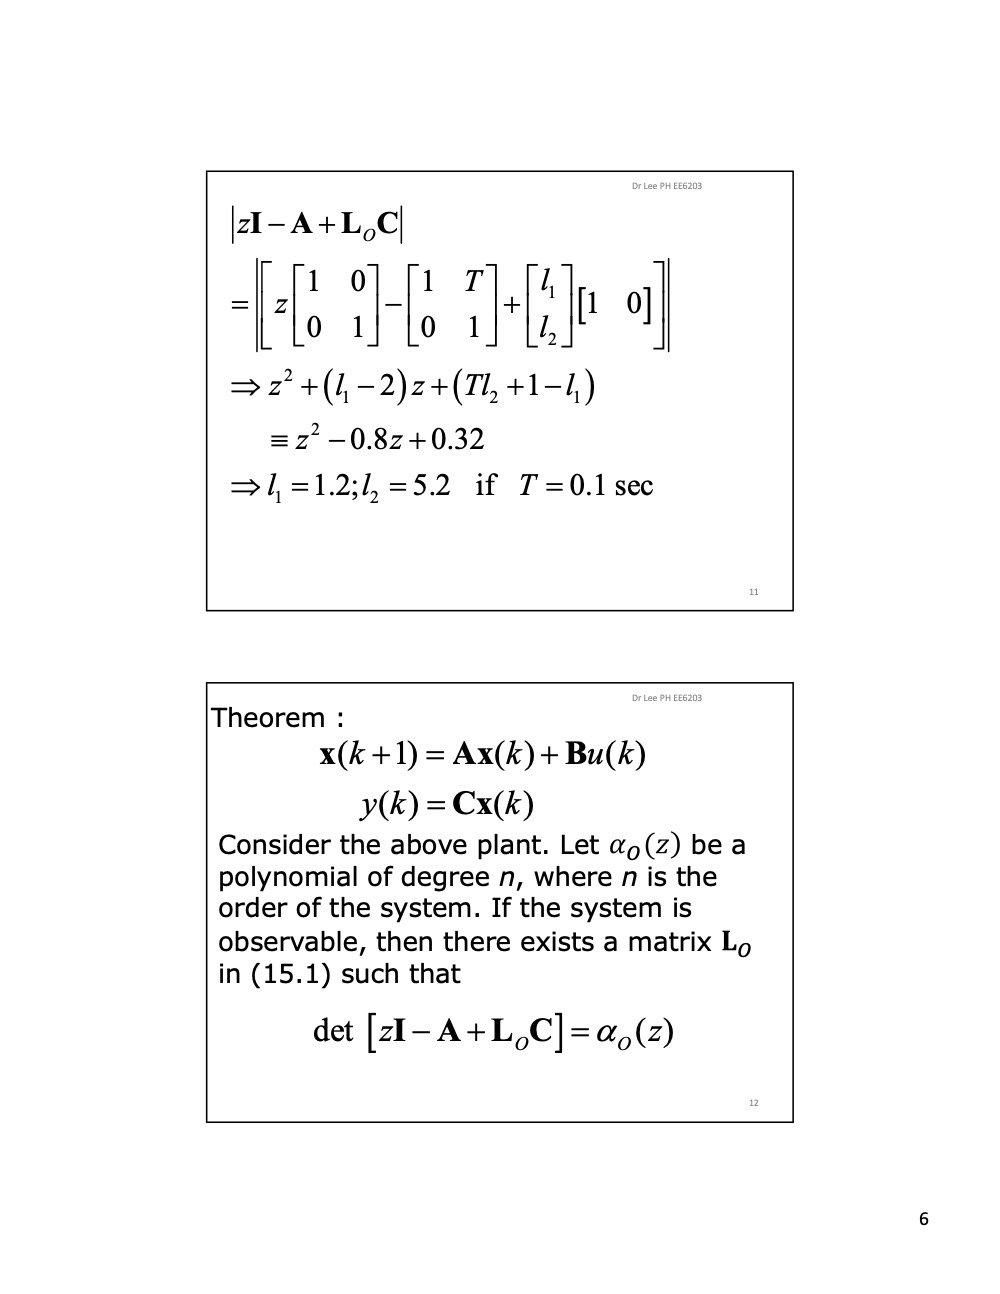 Dr Lee PH EE6203
|zI − A + L_O C|
= |[ z [1 0; 0 1] − [1 T; 0 1] + [l₁; l₂] [1 0] ]|
⇒ z² + (l₁ − 2) z + (Tl₂ + 1 − l₁)
≡ z² − 0.8z + 0.32
⇒ l₁ = 1.2; l₂ = 5.2 if T = 0.1 sec
11
Dr Lee PH EE6203
Theorem :
x(k + 1) = Ax(k) + Bu(k)
y(k) = Cx(k)
Consider the above plant. Let α_O(z) be a
polynomial of degree n, where n is the
order of the system. If the system is
observable, then there exists a matrix L_O
in (15.1) such that
det [zI − A + L_O C] = α_O(z)
12
6